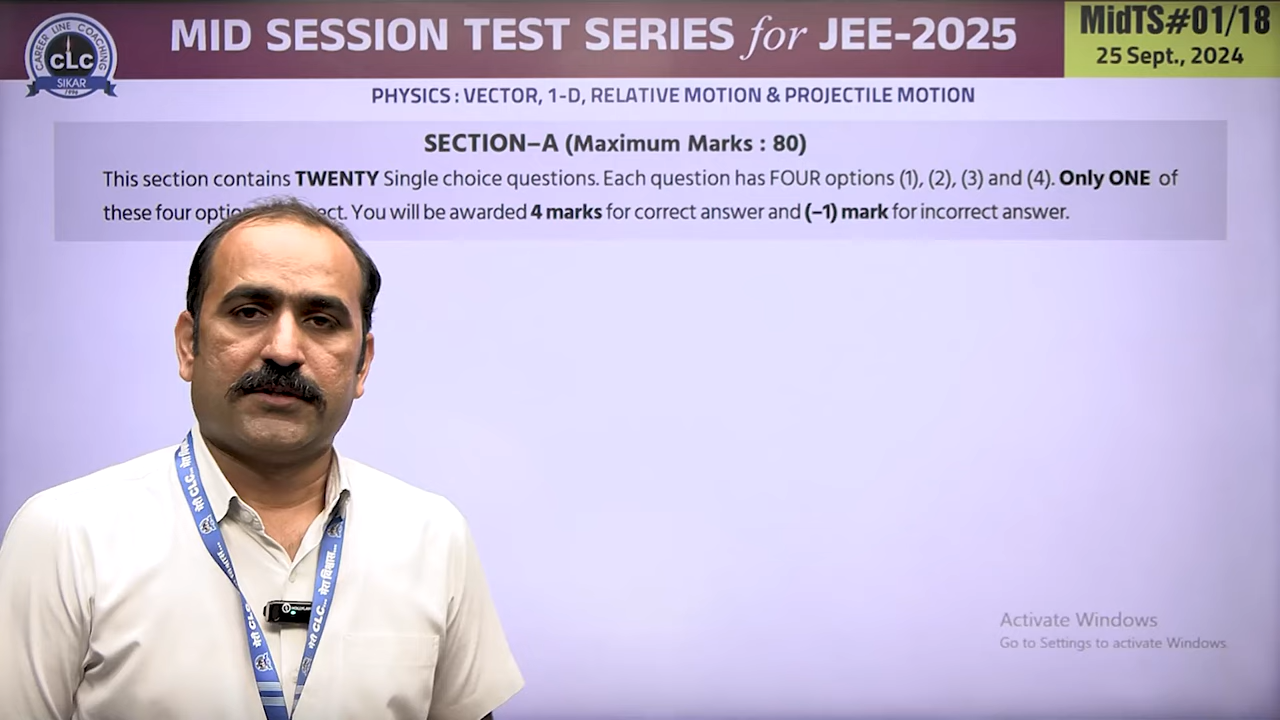 MID SESSION TEST SERIES for JEE-2025
MidTS#01/18
25 Sept., 2024
CAREER LINE COACHING
CLC
SIKAR
PHYSICS : VECTOR, 1-D, RELATIVE MOTION & PROJECTILE MOTION
SECTION–A (Maximum Marks : 80)
This section contains TWENTY Single choice questions. Each question has FOUR options (1), (2), (3) and (4). Only ONE of
these four optio ect. You will be awarded 4 marks for correct answer and (–1) mark for incorrect answer.
मेरी CLC... मेरा विश्वास...
Activate Windows
Go to Settings to activate Windows.